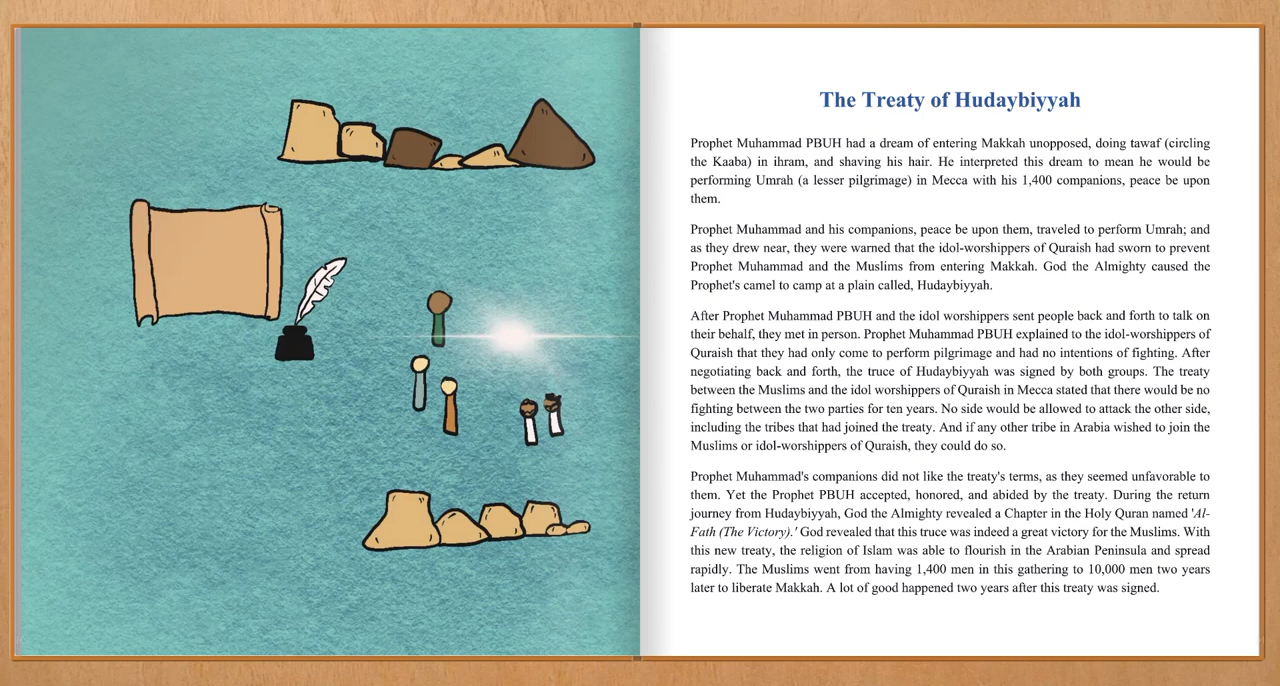 The Treaty of Hudaybiyyah
Prophet Muhammad PBUH had a dream of entering Makkah unopposed, doing tawaf (circling
the Kaaba) in ihram, and shaving his hair. He interpreted this dream to mean he would be
performing Umrah (a lesser pilgrimage) in Mecca with his 1,400 companions, peace be upon
them.
Prophet Muhammad and his companions, peace be upon them, traveled to perform Umrah; and
as they drew near, they were warned that the idol-worshippers of Quraish had sworn to prevent
Prophet Muhammad and the Muslims from entering Makkah. God the Almighty caused the
Prophet's camel to camp at a plain called, Hudaybiyyah.
After Prophet Muhammad PBUH and the idol worshippers sent people back and forth to talk on
their behalf, they met in person. Prophet Muhammad PBUH explained to the idol-worshippers of
Quraish that they had only come to perform pilgrimage and had no intentions of fighting. After
negotiating back and forth, the truce of Hudaybiyyah was signed by both groups. The treaty
between the Muslims and the idol worshippers of Quraish in Mecca stated that there would be no
fighting between the two parties for ten years. No side would be allowed to attack the other side,
including the tribes that had joined the treaty. And if any other tribe in Arabia wished to join the
Muslims or idol-worshippers of Quraish, they could do so.
Prophet Muhammad's companions did not like the treaty's terms, as they seemed unfavorable to
them. Yet the Prophet PBUH accepted, honored, and abided by the treaty. During the return
journey from Hudaybiyyah, God the Almighty revealed a Chapter in the Holy Quran named 'Al-
Fath (The Victory).' God revealed that this truce was indeed a great victory for the Muslims. With
this new treaty, the religion of Islam was able to flourish in the Arabian Peninsula and spread
rapidly. The Muslims went from having 1,400 men in this gathering to 10,000 men two years
later to liberate Makkah. A lot of good happened two years after this treaty was signed.